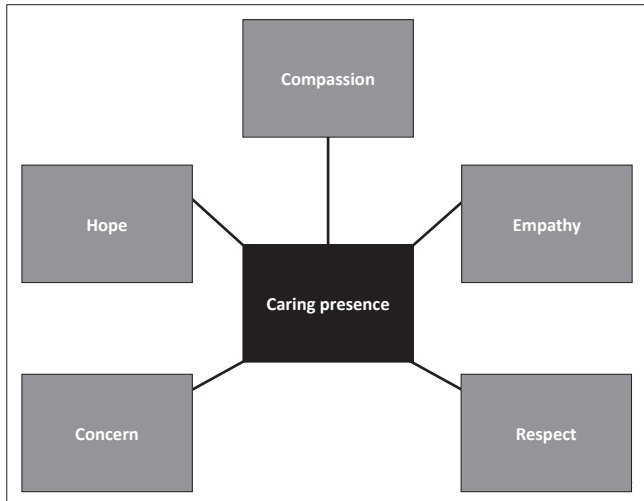 Compassion
Hope
Empathy
Caring presence
Concern
Respect